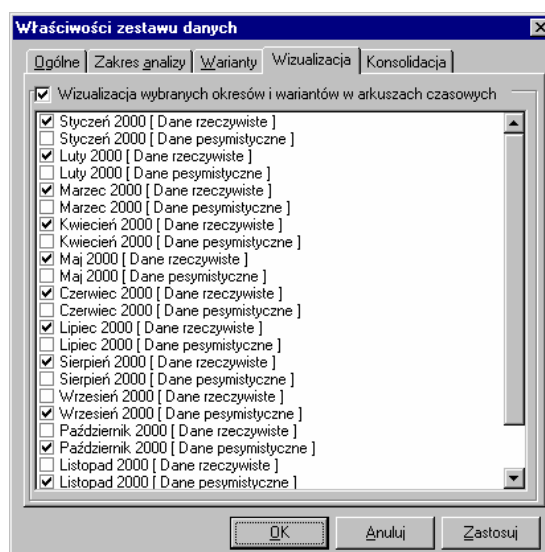 Właściwości zestawu danych
Ogólne Zakres analizy Warianty Wizualizacja Konsolidacja
Wizualizacja wybranych okresów i wariantów w arkuszach czasowych
Styczeń 2000 [ Dane rzeczywiste ]
Styczeń 2000 [ Dane pesymistyczne ]
Luty 2000 [ Dane rzeczywiste ]
Luty 2000 [ Dane pesymistyczne ]
Marzec 2000 [ Dane rzeczywiste ]
Marzec 2000 [ Dane pesymistyczne ]
Kwiecień 2000 [ Dane rzeczywiste ]
Kwiecień 2000 [ Dane pesymistyczne ]
Maj 2000 [ Dane rzeczywiste ]
Maj 2000 [ Dane pesymistyczne ]
Czerwiec 2000 [ Dane rzeczywiste ]
Czerwiec 2000 [ Dane pesymistyczne ]
Lipiec 2000 [ Dane rzeczywiste ]
Lipiec 2000 [ Dane pesymistyczne ]
Sierpień 2000 [ Dane rzeczywiste ]
Sierpień 2000 [ Dane pesymistyczne ]
Wrzesień 2000 [ Dane rzeczywiste ]
Wrzesień 2000 [ Dane pesymistyczne ]
Październik 2000 [ Dane rzeczywiste ]
Październik 2000 [ Dane pesymistyczne ]
Listopad 2000 [ Dane rzeczywiste ]
Listopad 2000 [ Dane pesymistyczne ]
OK Anuluj Zastosuj